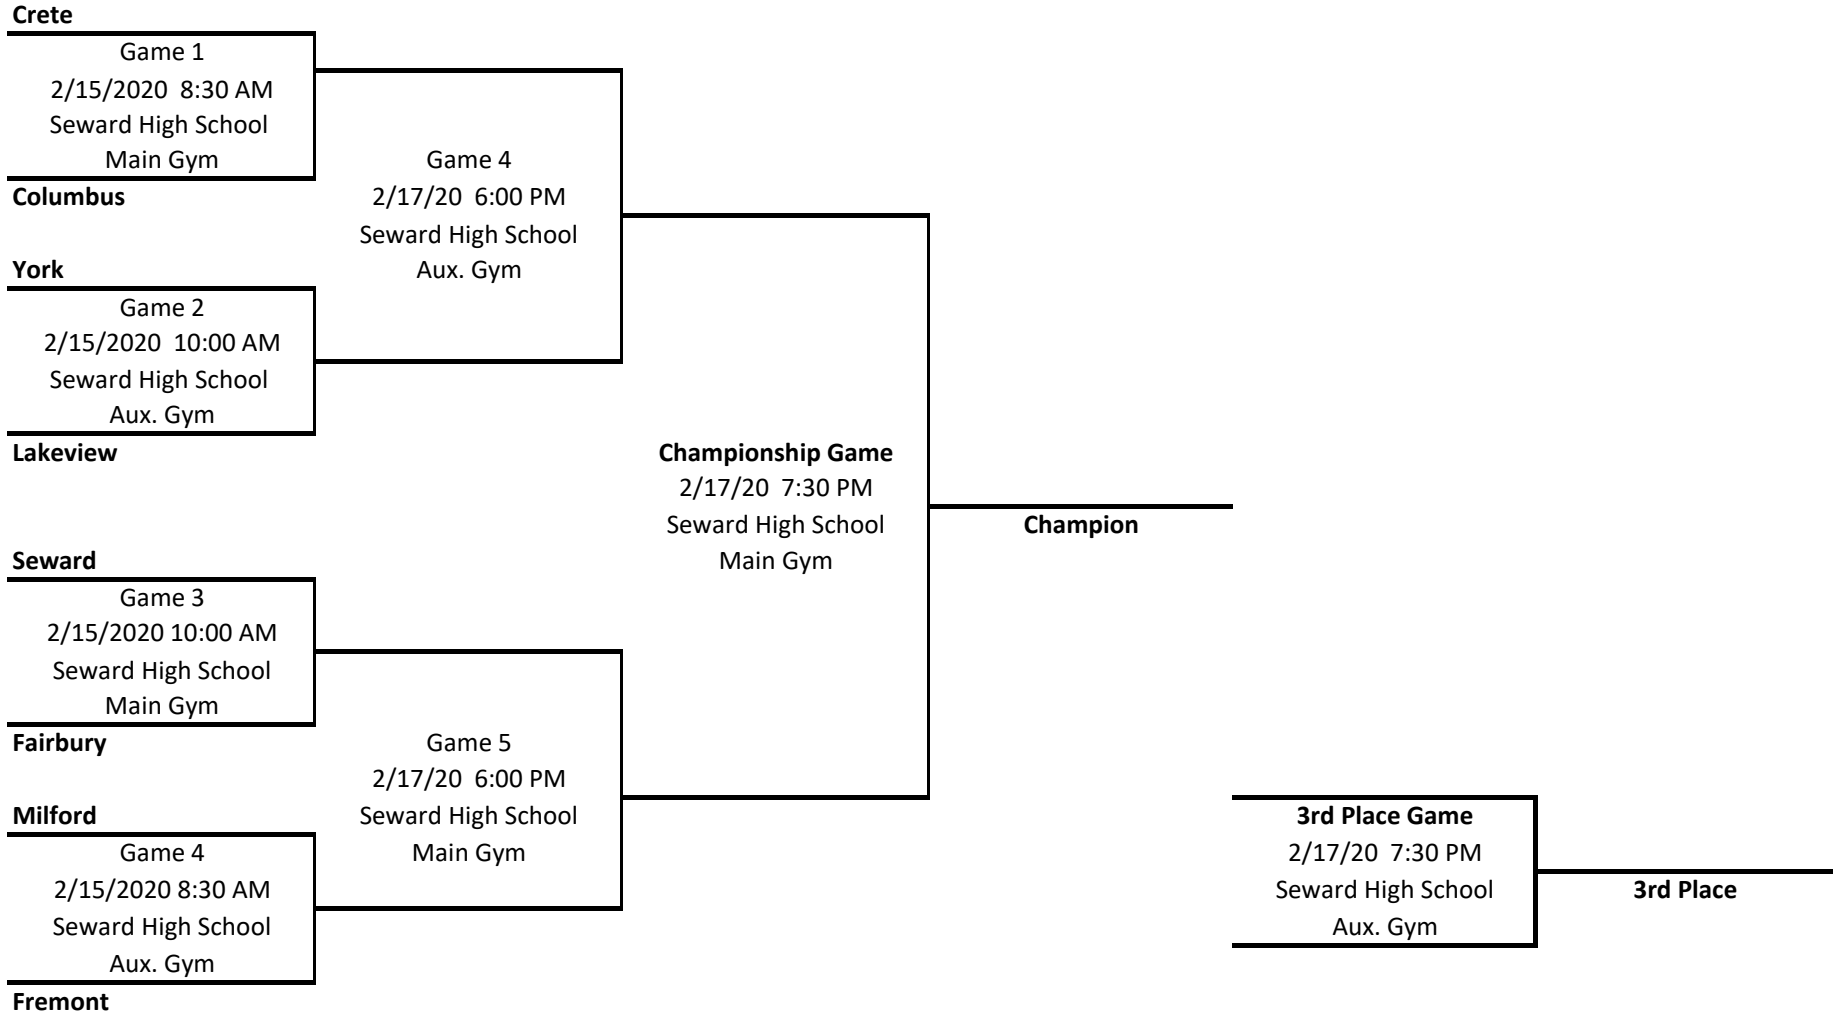 Crete
Game 1
2/15/2020  8:30 AM
Seward High School
Main Gym
Columbus
York
Game 2
2/15/2020  10:00 AM
Seward High School
Aux. Gym
Lakeview
Seward
Game 3
2/15/2020 10:00 AM
Seward High School
Main Gym
Fairbury
Milford
Game 4
2/15/2020 8:30 AM
Seward High School
Aux. Gym
Fremont
Game 4
2/17/20  6:00 PM
Seward High School
Aux. Gym
Game 5
2/17/20  6:00 PM
Seward High School
Main Gym
Championship Game
2/17/20  7:30 PM
Seward High School
Main Gym
Champion
3rd Place Game
2/17/20  7:30 PM
Seward High School
Aux. Gym
3rd Place